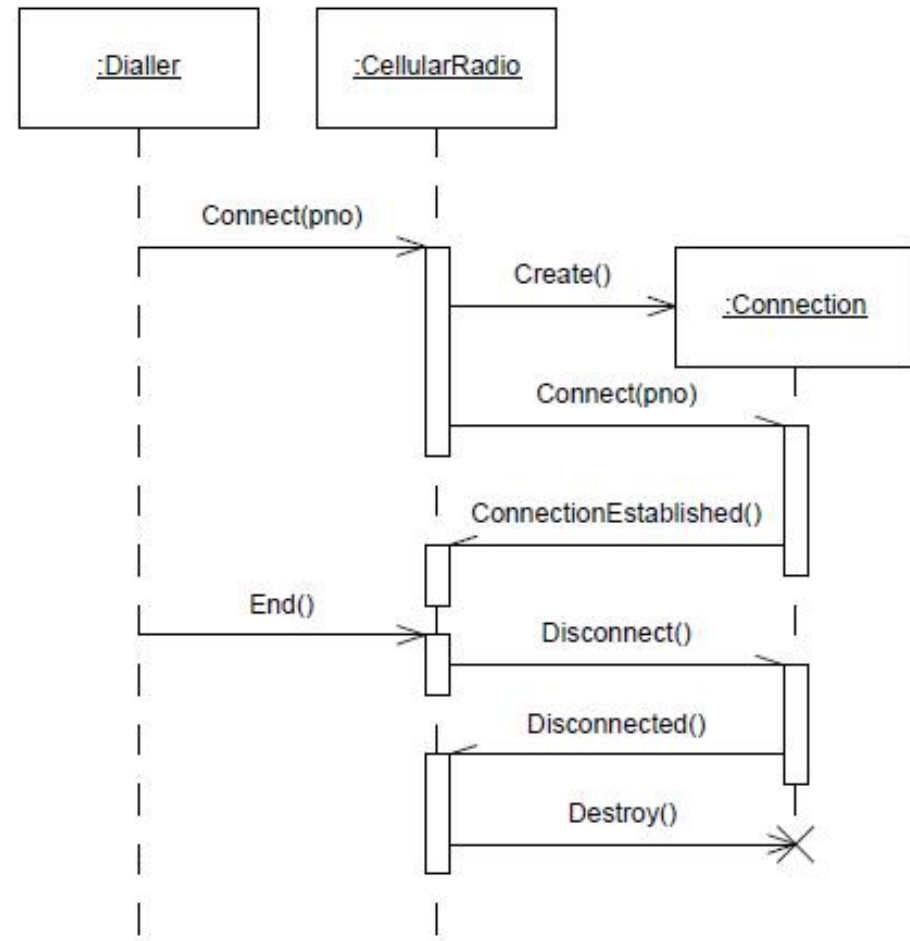 :Dialler
:CellularRadio
Connect(pno)
Create()
:Connection
Connect(pno)
ConnectionEstablished()
End()
Disconnect()
Disconnected()
Destroy()